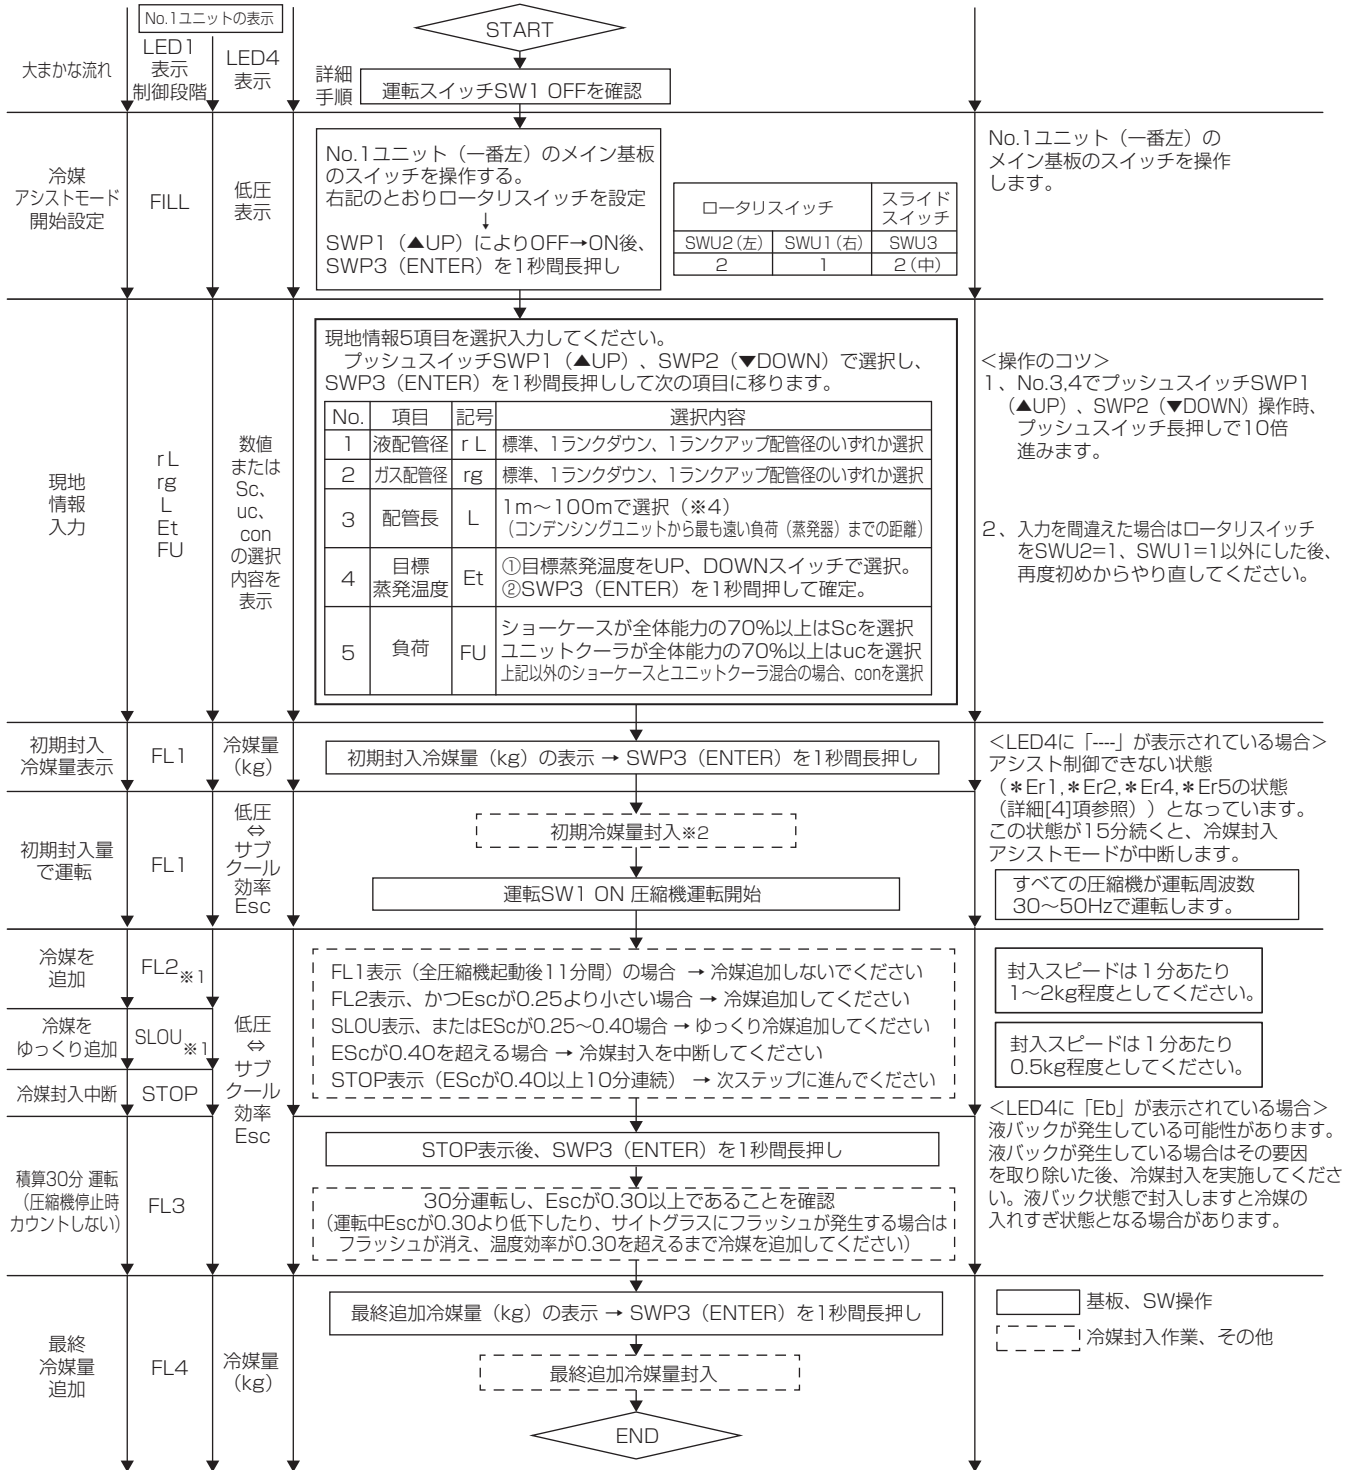 No.1ユニットの表示
大まかな流れ
LED1
表示
制御段階
LED4
表示
詳細
手順
START
運転スイッチSW1 OFFを確認
冷媒
アシストモード
開始設定
FILL
低圧
表示
No.1ユニット（一番左）のメイン基板
のスイッチを操作する。
右記のとおりロータリスイッチを設定
↓
SWP1（▲UP）によりOFF→ON後、
SWP3（ENTER）を1秒間長押し
ロータリスイッチ
スライド
スイッチ
SWU2（左） SWU1（右） SWU3
2 1 2（中）
No.1ユニット（一番左）の
メイン基板のスイッチを操作
します。
現地
情報
入力
rL
rg
L
Et
FU
数値
または
Sc、
uc、
con
の選択
内容を
表示
現地情報5項目を選択入力してください。
プッシュスイッチSWP1（▲UP）、SWP2（▼DOWN）で選択し、
SWP3（ENTER）を1秒間長押しして次の項目に移ります。
No. 項目 記号 選択内容
1 液配管径 rL 標準、1ランクダウン、1ランクアップ配管径のいずれか選択
2 ガス配管径 rg 標準、1ランクダウン、1ランクアップ配管径のいずれか選択
3 配管長 L 1m～100mで選択（※4）
（コンデンシングユニットから最も遠い負荷（蒸発器）までの距離）
4 目標
蒸発温度 Et ①目標蒸発温度をUP、DOWNスイッチで選択。
②SWP3（ENTER）を1秒間押して確定。
5 負荷 FU ショーケースが全体能力の70%以上はScを選択
ユニットクーラが全体能力の70%以上はucを選択
上記以外のショーケースとユニットクーラ混合の場合、conを選択
＜操作のコツ＞
1、No.3,4でプッシュスイッチSWP1
（▲UP）、SWP2（▼DOWN）操作時、
プッシュスイッチ長押しで10倍
進みます。
2、入力を間違えた場合はロータリスイッチ
をSWU2=1、SWU1=1以外にした後、
再度初めからやり直してください。
初期封入
冷媒量表示
FL1
冷媒量
（kg）
初期封入冷媒量（kg）の表示 → SWP3（ENTER）を1秒間長押し
初期封入量
で運転
FL1
低圧
⇔
サブ
クール
効率
Esc
初期冷媒量封入※2
運転SW1 ON 圧縮機運転開始
＜LED4に「----」が表示されている場合＞
アシスト制御できない状態
（＊Er1,＊Er2,＊Er4,＊Er5の状態
（詳細[4]項参照））となっています。
この状態が15分続くと、冷媒封入
アシストモードが中断します。
すべての圧縮機が運転周波数
30～50Hzで運転します。
冷媒を
追加
FL2※1
冷媒を
ゆっくり追加
SLOU※1
冷媒封入中断
STOP
低圧
⇔
サブ
クール
効率
Esc
FL1表示（全圧縮機起動後11分間）の場合 → 冷媒追加しないでください
FL2表示、かつEscが0.25より小さい場合 → 冷媒追加してください
SLOU表示、またはEScが0.25～0.40場合 → ゆっくり冷媒追加してください
EScが0.40を超える場合 → 冷媒封入を中断してください
STOP表示（EScが0.40以上10分連続） → 次ステップに進んでください
封入スピードは1分あたり
1～2kg程度としてください。
封入スピードは1分あたり
0.5kg程度としてください。
積算30分 運転
（圧縮機停止時
カウントしない）
FL3
STOP表示後、SWP3（ENTER）を1秒間長押し
30分運転し、Escが0.30以上であることを確認
（運転中Escが0.30より低下したり、サイトグラスにフラッシュが発生する場合は
フラッシュが消え、温度効率が0.30を超えるまで冷媒を追加してください）
＜LED4に「Eb」が表示されている場合＞
液バックが発生している可能性があります。
液バックが発生している場合はその要因
を取り除いた後、冷媒封入を実施してくださ
い。液バック状態で封入しますと冷媒の
入れすぎ状態となる場合があります。
最終
冷媒量
追加
FL4
冷媒量
（kg）
最終追加冷媒量（kg）の表示 → SWP3（ENTER）を1秒間長押し
最終追加冷媒量封入
END
基板、SW操作
冷媒封入作業、その他